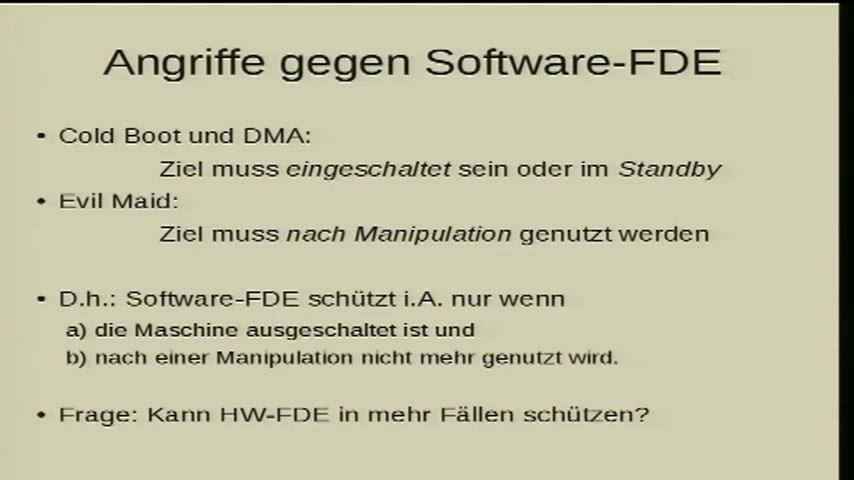 Angriffe gegen Software-FDE
• Cold Boot und DMA:
Ziel muss eingeschaltet sein oder im Standby
• Evil Maid:
Ziel muss nach Manipulation genutzt werden
• D.h.: Software-FDE schützt i.A. nur wenn
a) die Maschine ausgeschaltet ist und
b) nach einer Manipulation nicht mehr genutzt wird.
• Frage: Kann HW-FDE in mehr Fällen schützen?